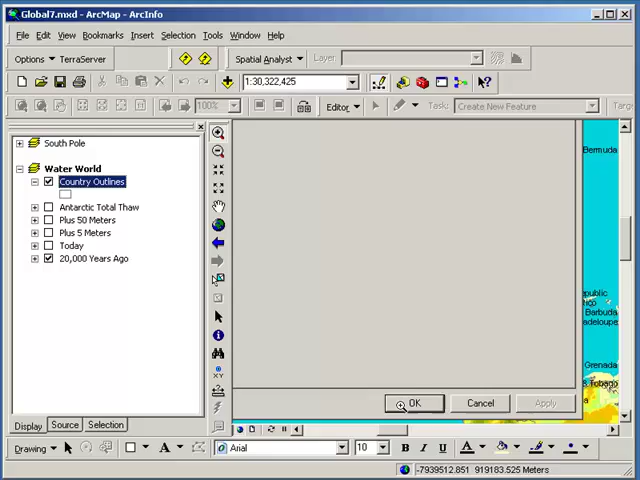 Global7.mxd - ArcMap - ArcInfo
File Edit View Bookmarks Insert Selection Tools Window Help
Options TerraServer Spatial Analyst Layer:
1:30,322,425
100% Editor Task: Create New Feature
South Pole
Water World
Country Outlines
Antarctic Total Thaw
Plus 50 Meters
Plus 5 Meters
Today
20,000 Years Ago
Bermuda
Barbuda
Grenada
OK Cancel Apply
Display Source Selection
Drawing A Arial 10 B I U A
-7939512.851 919183.525 Meters